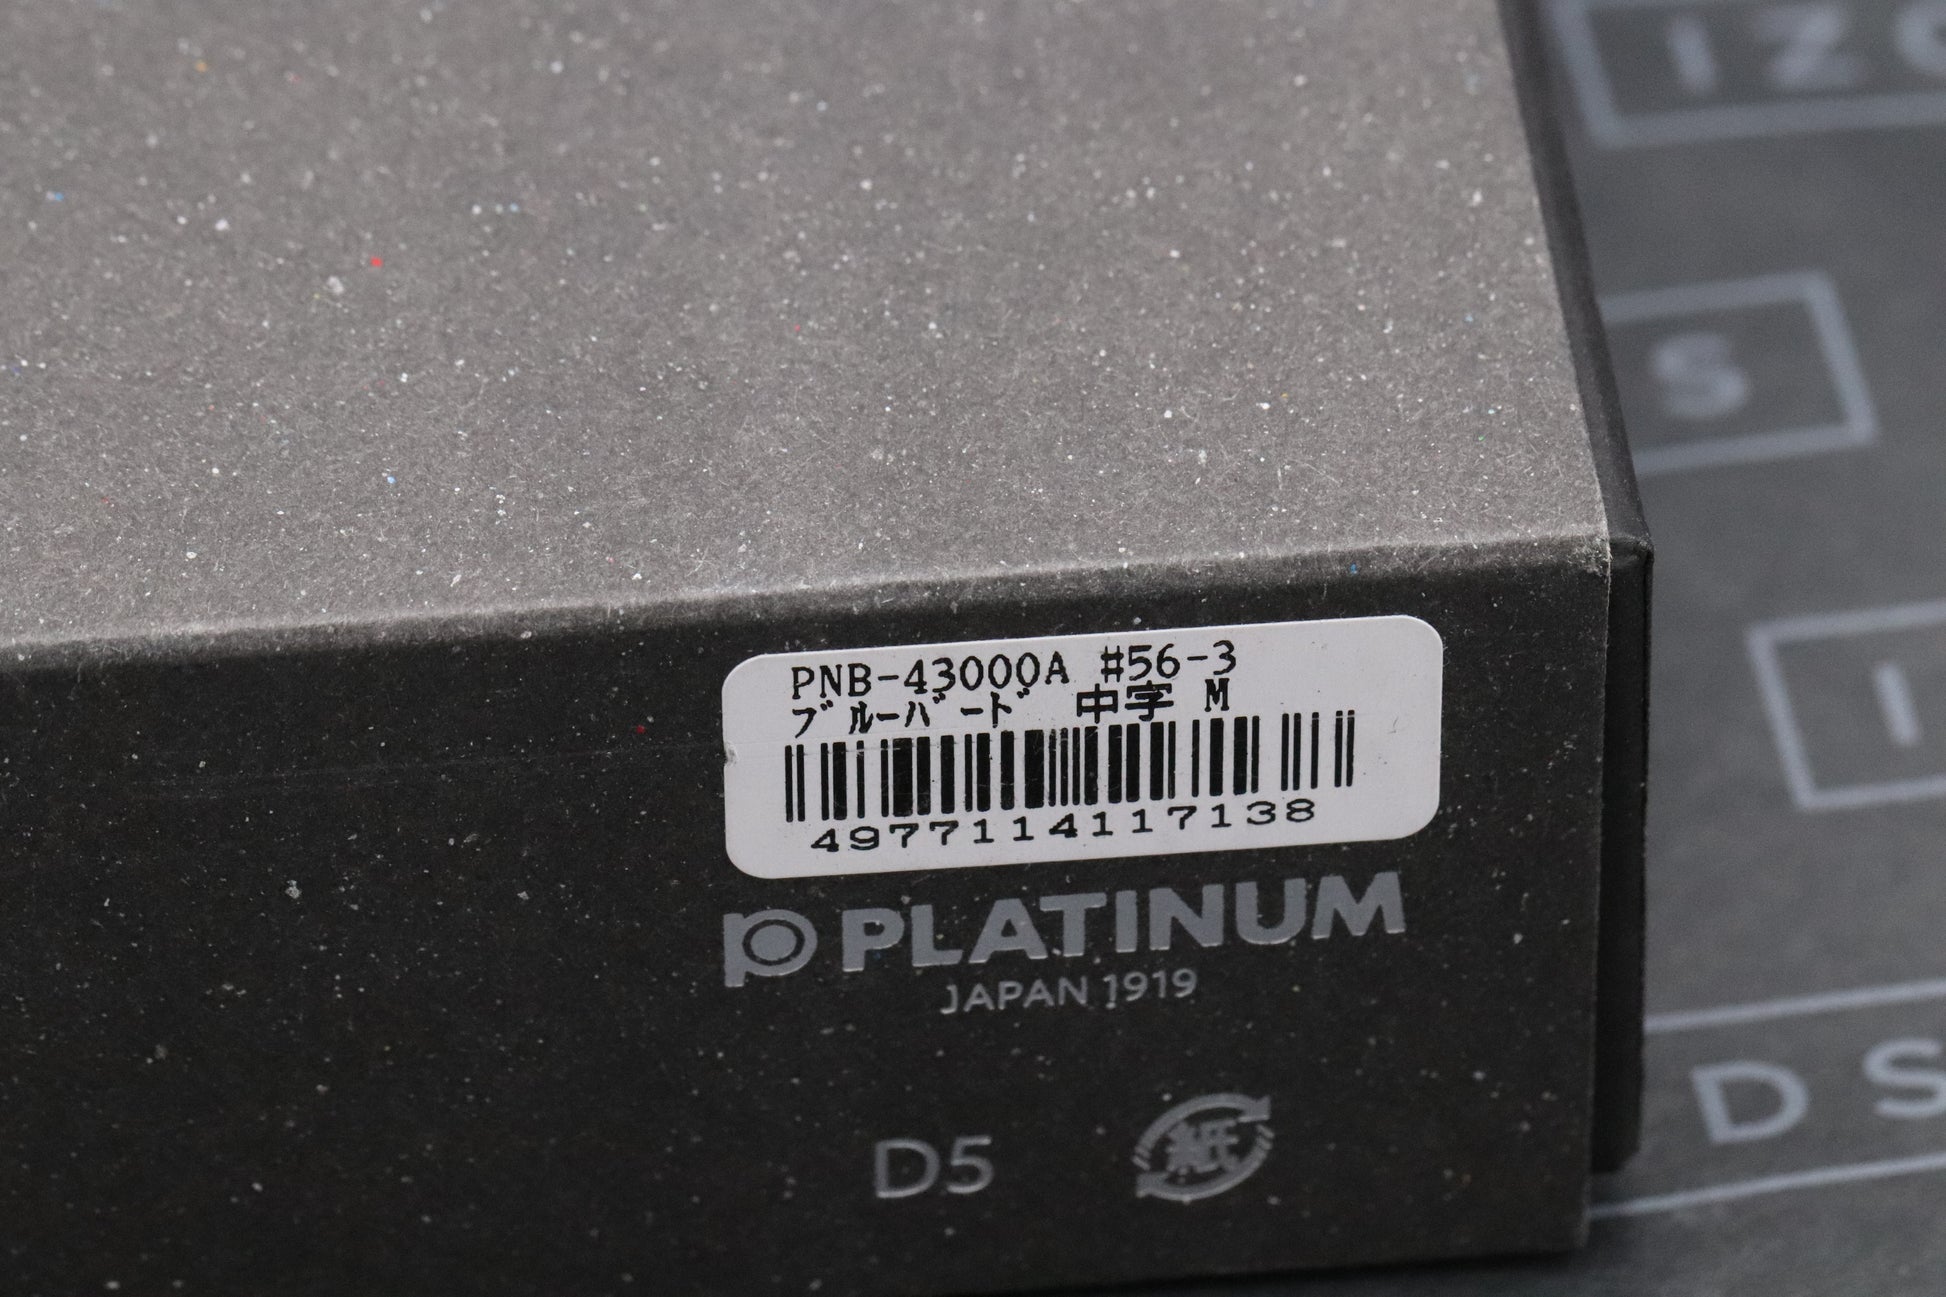 PNB-43000A #56-3
ブルーバード 中字 M
4977114117138
PLATINUM
JAPAN 1919
D5
紙
S
I
D S